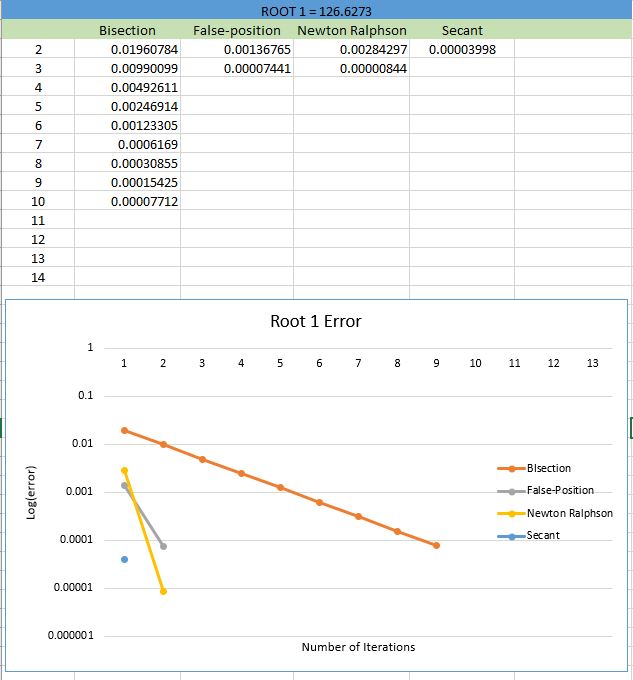 ROOT 1 = 126.6273
Bisection False-position Newton Ralphson Secant
2 0.01960784 0.00136765 0.00284297 0.00003998
3 0.00990099 0.00007441 0.00000844
4 0.00492611
5 0.00246914
6 0.00123305
7 0.0006169
8 0.00030855
9 0.00015425
10 0.00007712
11
12
13
14
Root 1 Error
1
1 2 3 4 5 6 7 8 9 10 11 12 13
0.1
0.01
0.001
0.0001
0.00001
0.000001
Log(error)
BIsection
False-Position
Newton Ralphson
Secant
Number of Iterations